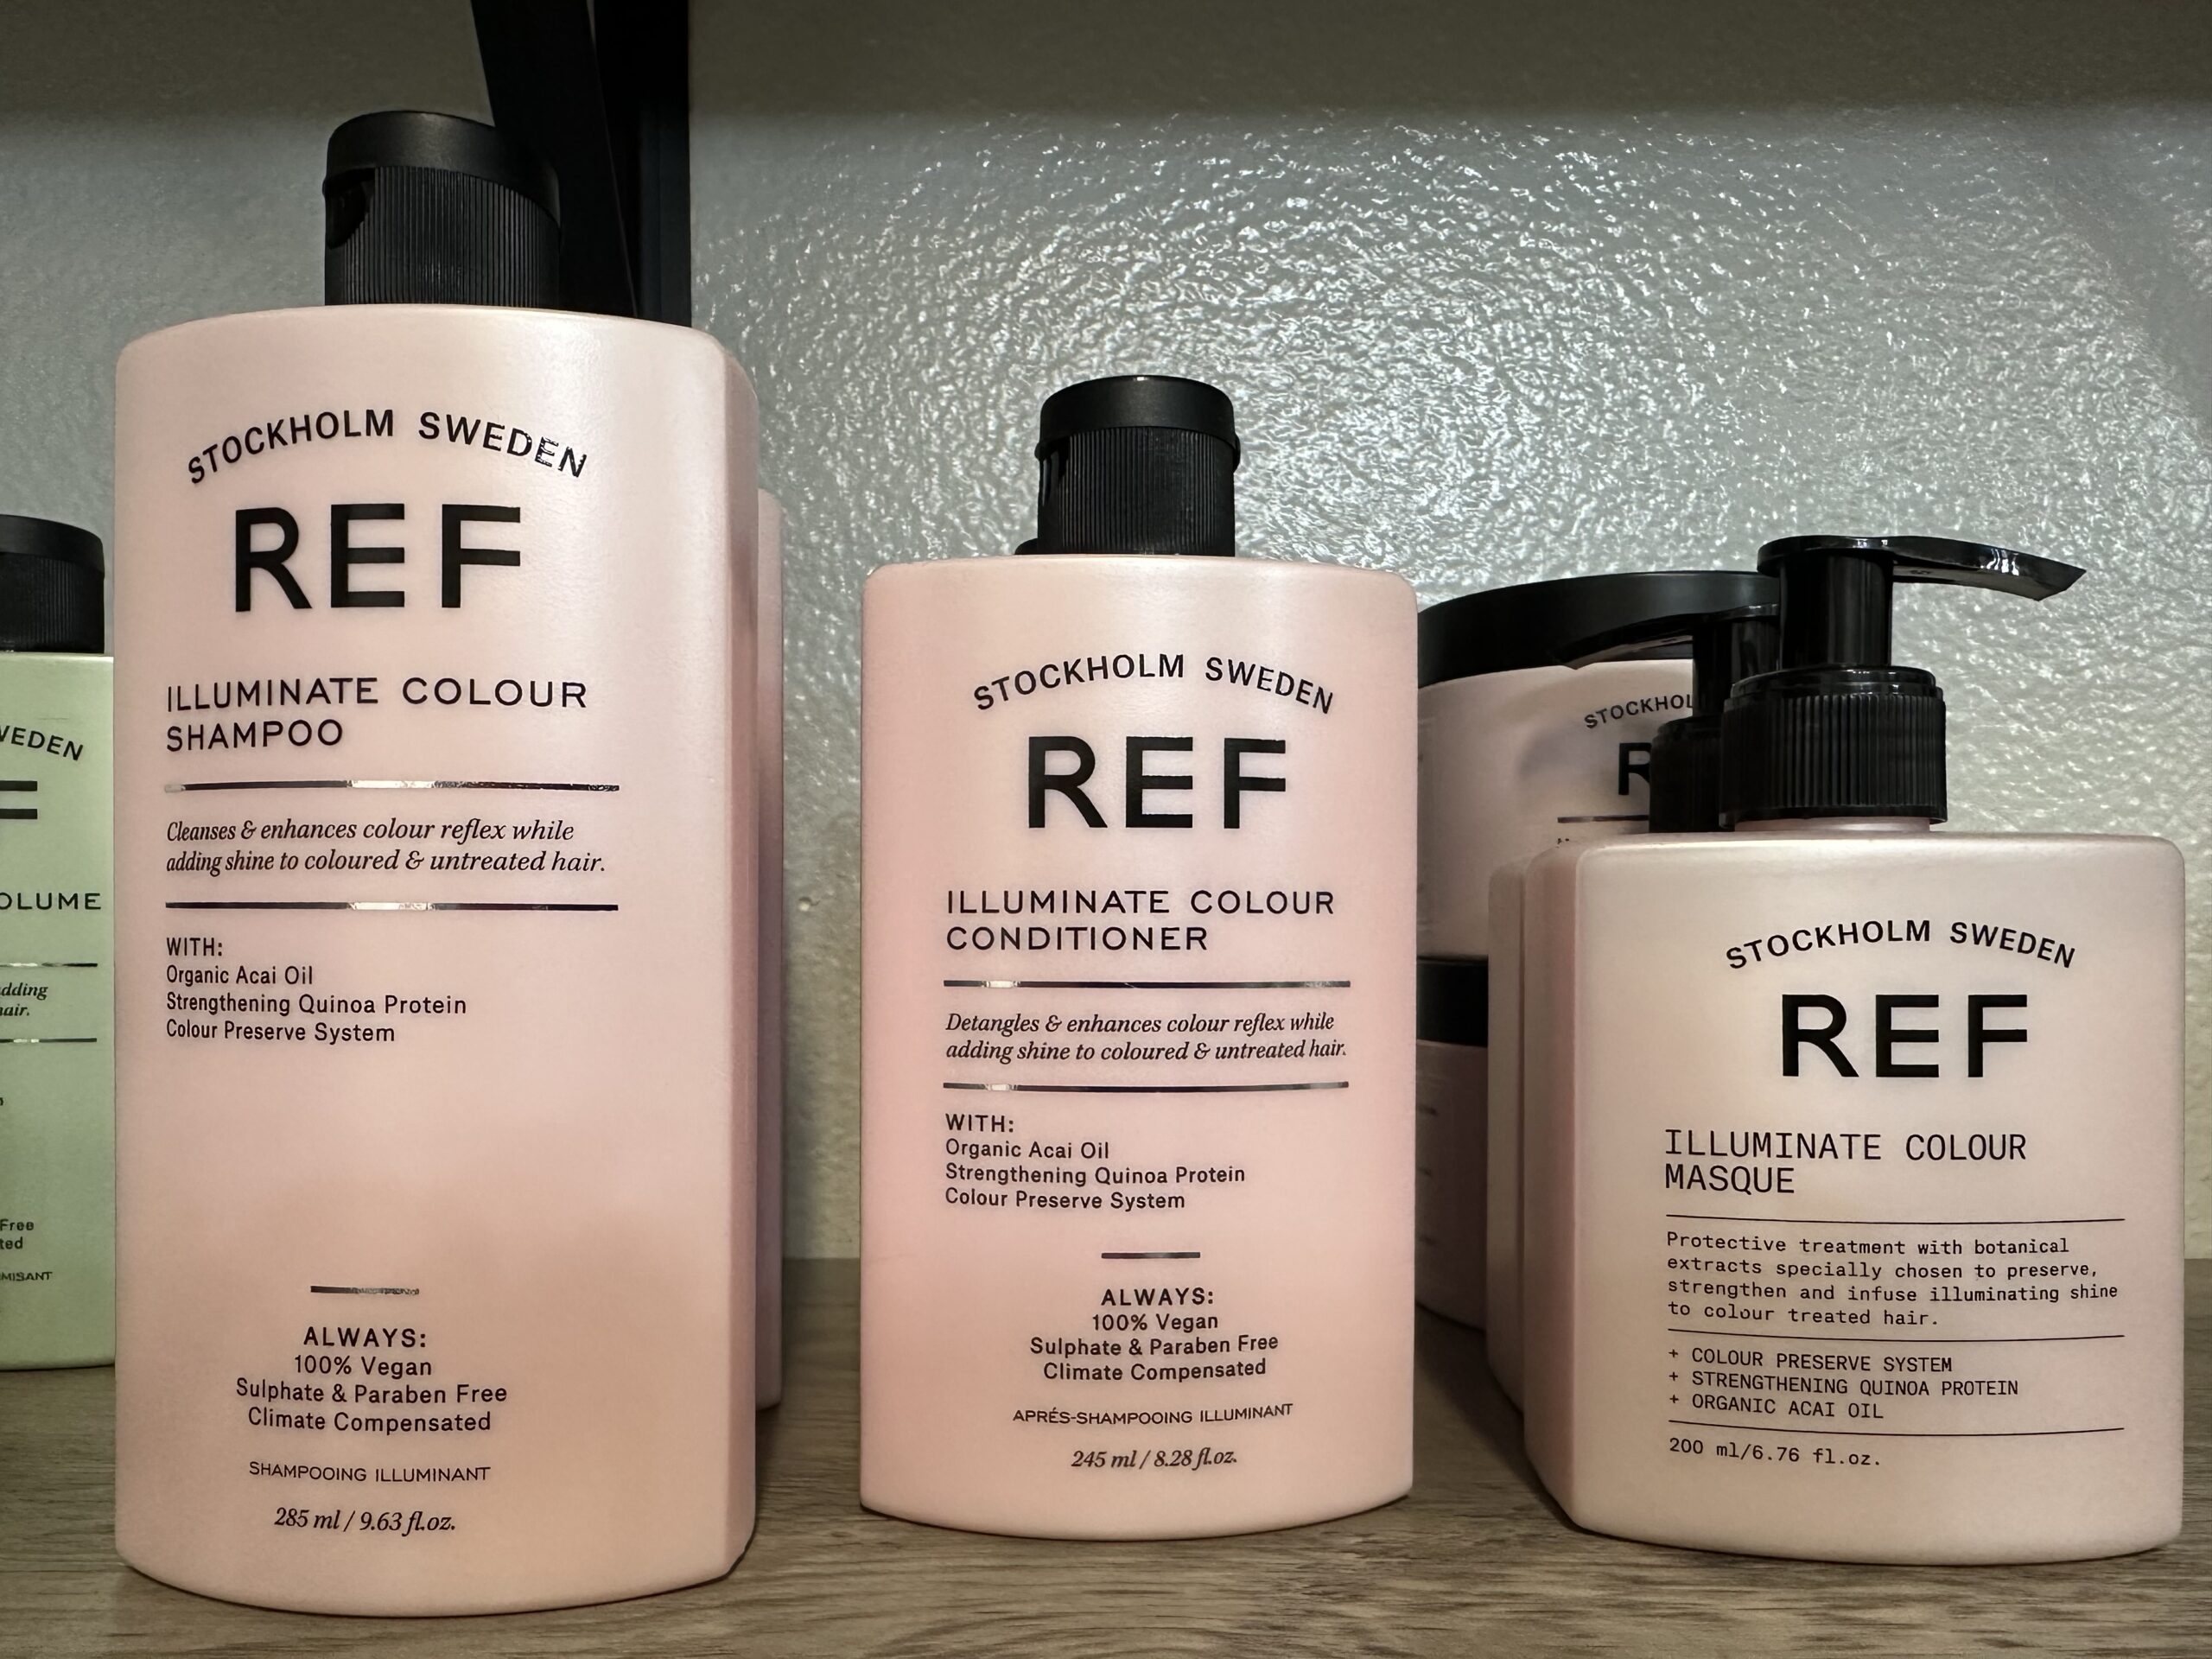 WEDEN
OLUME
adding
hair.
Free
STOCKHOLM SWEDEN
REF
ILLUMINATE COLOUR
SHAMPOO
Cleanses & enhances colour reflex while
adding shine to coloured & untreated hair.
WITH:
Organic Acai Oil
Strengthening Quinoa Protein
Colour Preserve System
ALWAYS:
100% Vegan
Sulphate & Paraben Free
Climate Compensated
SHAMPOOING ILLUMINANT
285 ml / 9.63 fl.oz.
STOCKHOLM SWEDEN
REF
ILLUMINATE COLOUR
CONDITIONER
Detangles & enhances colour reflex while
adding shine to coloured & untreated hair.
WITH:
Organic Acai Oil
Strengthening Quinoa Protein
Colour Preserve System
ALWAYS:
100% Vegan
Sulphate & Paraben Free
Climate Compensated
APRÉS-SHAMPOOING ILLUMINANT
245 ml / 8.28 fl.oz.
STOCKHOL
R
STOCKHOLM SWEDEN
REF
ILLUMINATE COLOUR
MASQUE
Protective treatment with botanical
extracts specially chosen to preserve,
strengthen and infuse illuminating shine
to colour treated hair.
+ COLOUR PRESERVE SYSTEM
+ STRENGTHENING QUINOA PROTEIN
+ ORGANIC ACAI OIL
200 ml/6.76 fl.oz.